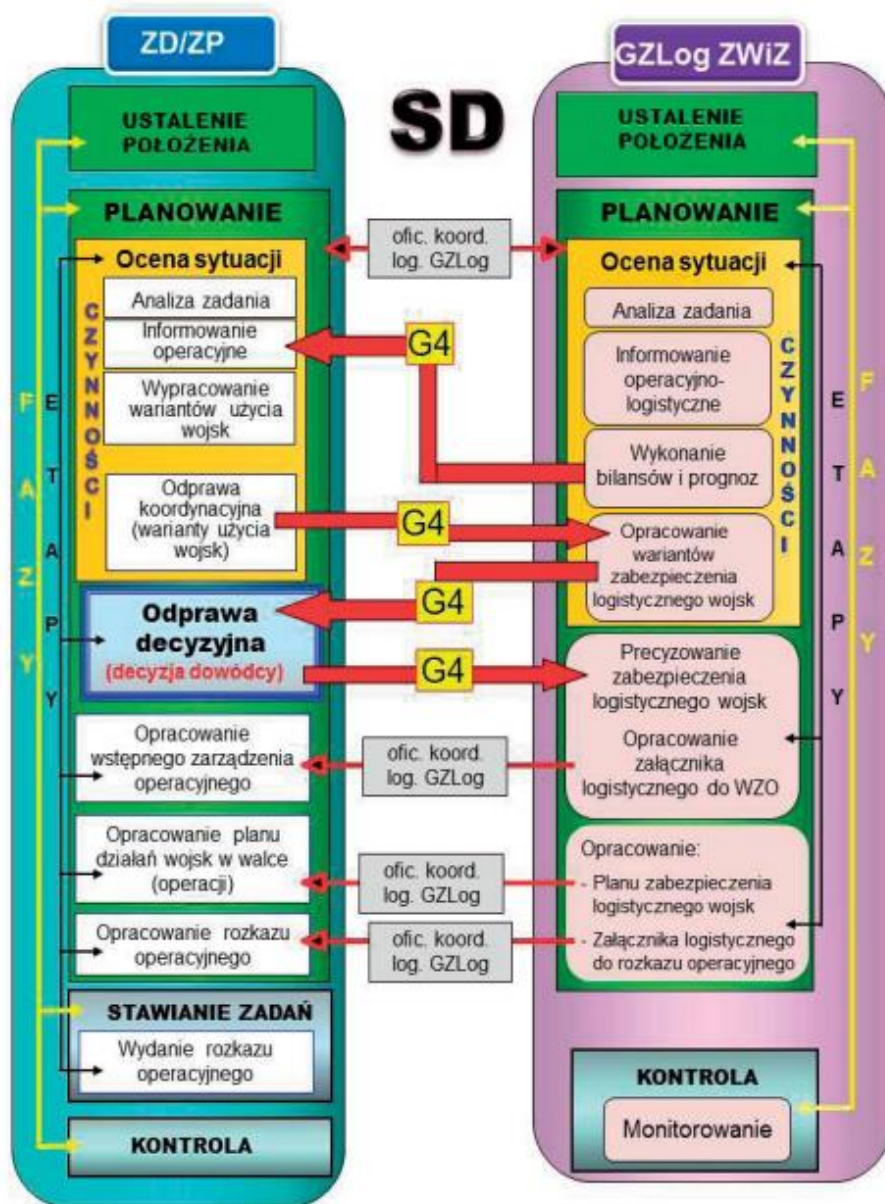 ZD/ZP
USTALENIE
POŁOŻENIA
PLANOWANIE
Ocena sytuacji
CZYNNOŚCI
Analiza zadania
Informowanie
operacyjne
Wypracowanie
wariantów użycia
wojsk
Odprawa
koordynacyjna
(warianty użycia
wojsk)
Odprawa
decyzyjna
(decyzja dowódcy)
Opracowanie
wstępnego zarządzenia
operacyjnego
Opracowanie planu
działań wojsk w walce
(operacji)
Opracowanie rozkazu
operacyjnego
STAWIANIE ZADAŃ
Wydanie rozkazu
operacyjnego
KONTROLA
FAZY
ETAPY
SD
ofic. koord.
log. GZLog
G4
G4
G4
G4
ofic. koord.
log. GZLog
ofic. koord.
log. GZLog
ofic. koord.
log. GZLog
GZLog ZWiZ
USTALENIE
POŁOŻENIA
PLANOWANIE
Ocena sytuacji
CZYNNOŚCI
Analiza zadania
Informowanie
operacyjno-
logistyczne
Wykonanie
bilansów i prognoz
Opracowanie
wariantów
zabezpieczenia
logistycznego wojsk
Precyzowanie
zabezpieczenia
logistycznego wojsk
Opracowanie
załącznika
logistycznego do WZO
Opracowanie:
- Planu zabezpieczenia
logistycznego wojsk
- Załącznika logistycznego
do rozkazu operacyjnego
KONTROLA
Monitorowanie
ETAPY
FAZY